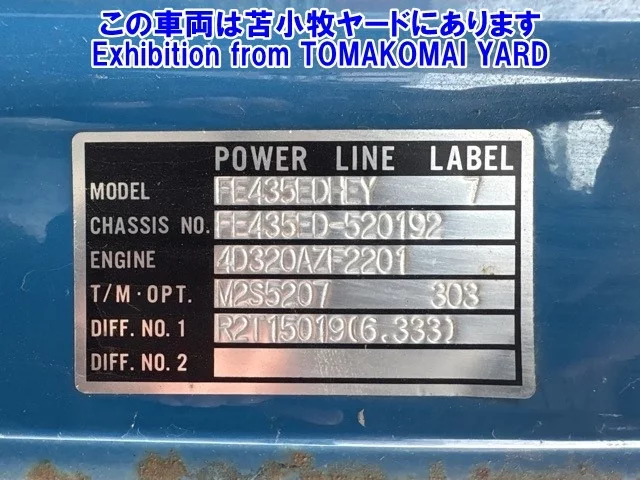 この車両は苫小牧ヤードにあります
Exhibition from TOMAKOMAI YARD
POWER LINE LABEL
MODEL FE435EDHEY 7
CHASSIS NO. FE435ED-520192
ENGINE 4D320AZF2201
T/M·OPT. M2S5207 303
DIFF. NO. 1 R2T15019(6.333)
DIFF. NO. 2